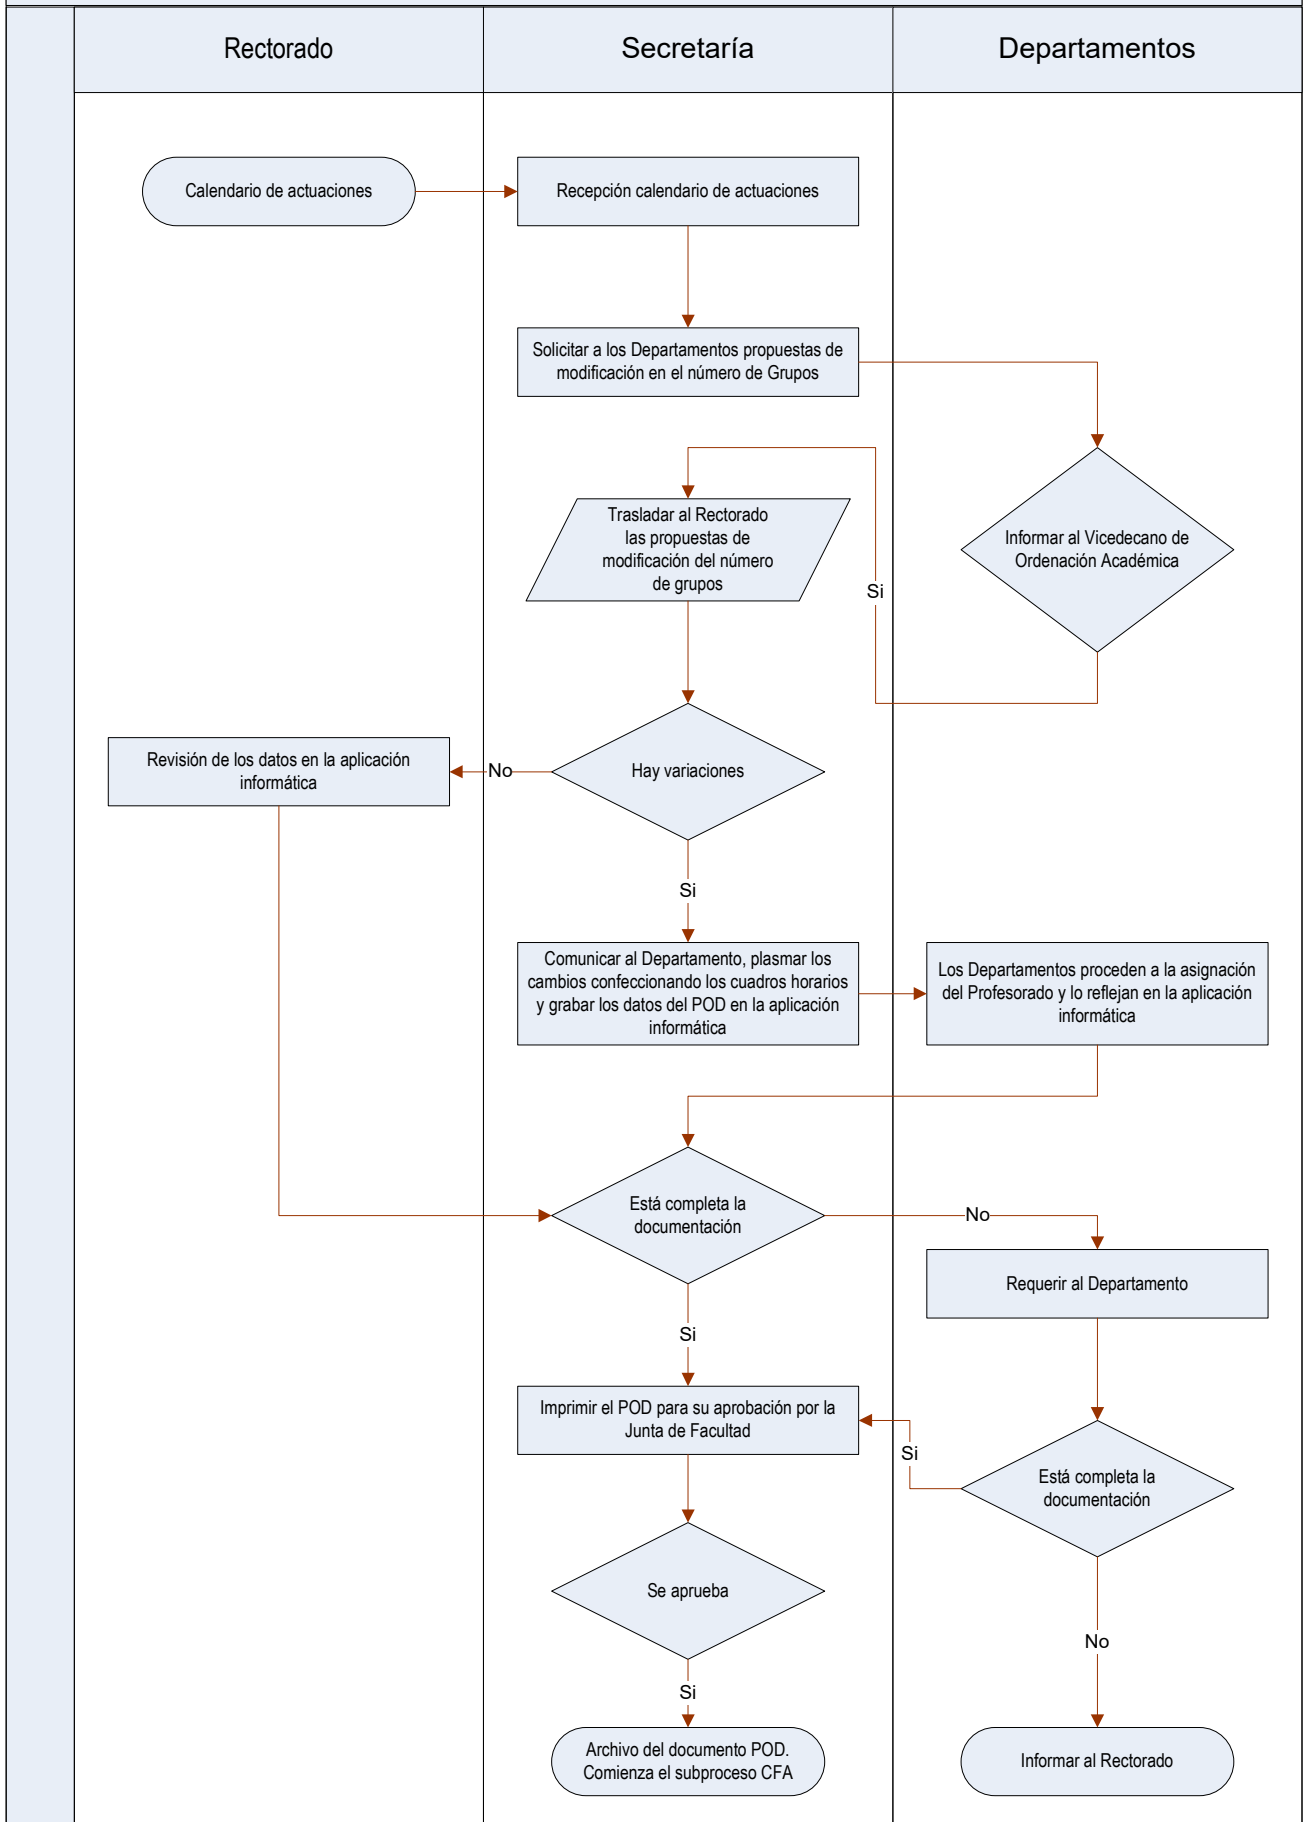 Rectorado
Secretaría
Departamentos
Calendario de actuaciones
Recepción calendario de actuaciones
Solicitar a los Departamentos propuestas de
modificación en el número de Grupos
Trasladar al Rectorado
las propuestas de
modificación del número
de grupos
Informar al Vicedecano de
Ordenación Académica
Si
Revisión de los datos en la aplicación
informática
No
Hay variaciones
Si
Comunicar al Departamento, plasmar los
cambios confeccionando los cuadros horarios
y grabar los datos del POD en la aplicación
informática
Los Departamentos proceden a la asignación
del Profesorado y lo reflejan en la aplicación
informática
Está completa la
documentación
No
Requerir al Departamento
Si
Imprimir el POD para su aprobación por la
Junta de Facultad
Si
Está completa la
documentación
Se aprueba
No
Si
Archivo del documento POD.
Comienza el subproceso CFA
Informar al Rectorado